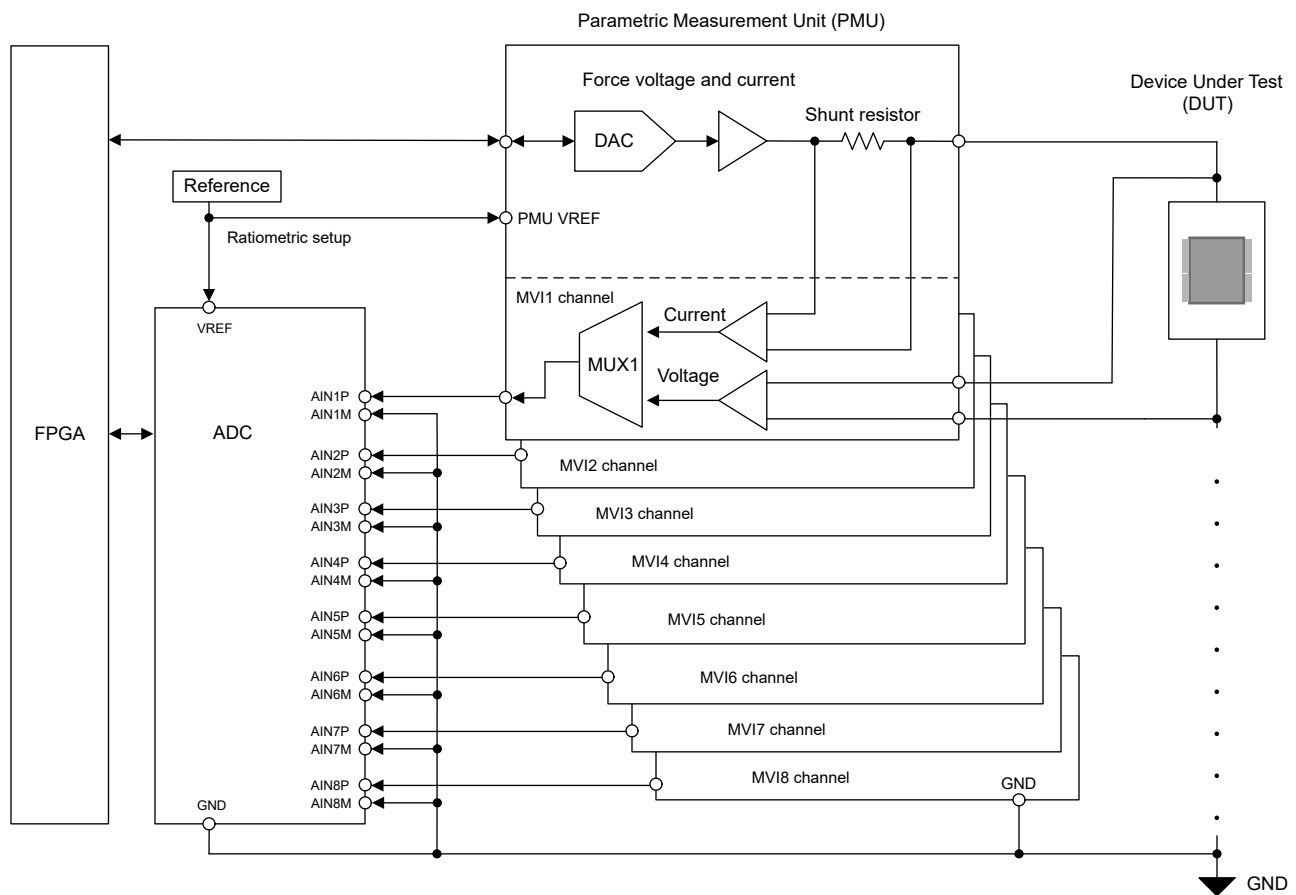 Parametric Measurement Unit (PMU)
Force voltage and current
Device Under Test
(DUT)
Shunt resistor
DAC
Reference
PMU VREF
Ratiometric setup
MVI1 channel
VREF
Current
MUX1
Voltage
FPGA
ADC
AIN1P
AIN1M
AIN2P
AIN2M
AIN3P
AIN3M
AIN4P
AIN4M
AIN5P
AIN5M
AIN6P
AIN6M
AIN7P
AIN7M
AIN8P
AIN8M
MVI2 channel
MVI3 channel
MVI4 channel
MVI5 channel
MVI6 channel
MVI7 channel
MVI8 channel
GND
GND
GND